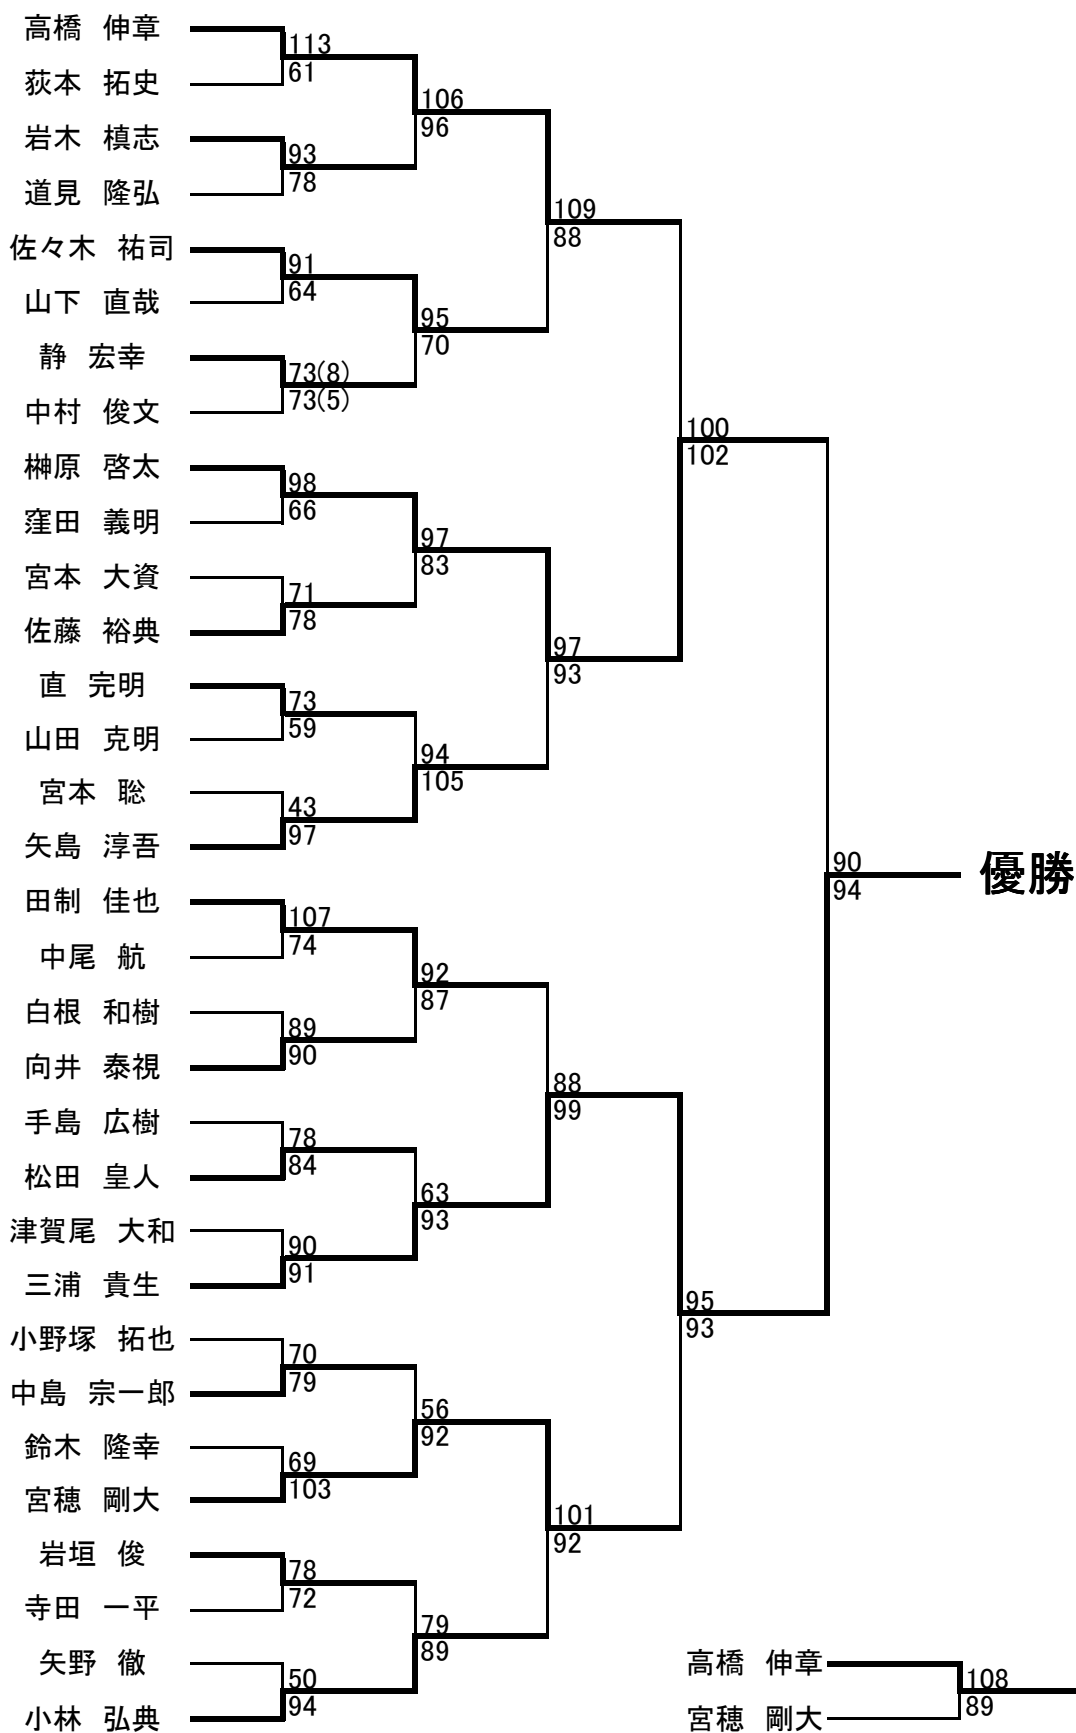 高橋 伸章
113
61
荻本 拓史
106
96
岩木 槙志
93
78
道見 隆弘
109
88
佐々木 祐司
91
64
山下 直哉
95
70
静 宏幸
73(8)
73(5)
中村 俊文
100
102
榊原 啓太
98
66
窪田 義明
97
83
宮本 大資
71
78
佐藤 裕典
97
93
直 完明
73
59
山田 克明
94
105
宮本 聡
43
97
矢島 淳吾
90
94
優勝
田制 佳也
107
74
中尾 航
92
87
白根 和樹
89
90
向井 泰視
88
99
手島 広樹
78
84
松田 皇人
63
93
津賀尾 大和
90
91
三浦 貴生
95
93
小野塚 拓也
70
79
中島 宗一郎
56
92
鈴木 隆幸
69
103
宮穂 剛大
101
92
岩垣 俊
78
72
寺田 一平
79
89
矢野 徹
50
94
小林 弘典
高橋 伸章
108
89
宮穂 剛大